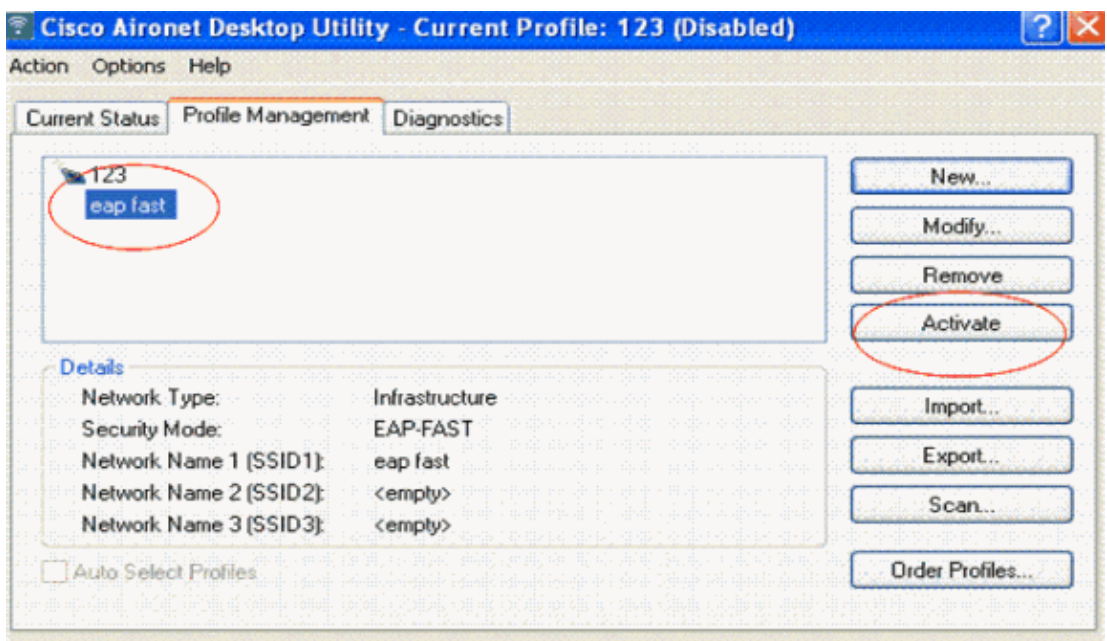 Cisco Aironet Desktop Utility - Current Profile: 123 (Disabled)
Action Options Help
Current Status Profile Management Diagnostics
123
eap fast
New...
Modify...
Remove
Activate
Details
Network Type: Infrastructure
Security Mode: EAP-FAST
Network Name 1 (SSID1): eap fast
Network Name 2 (SSID2): <empty>
Network Name 3 (SSID3): <empty>
Auto Select Profiles
Import...
Export...
Scan...
Order Profiles...